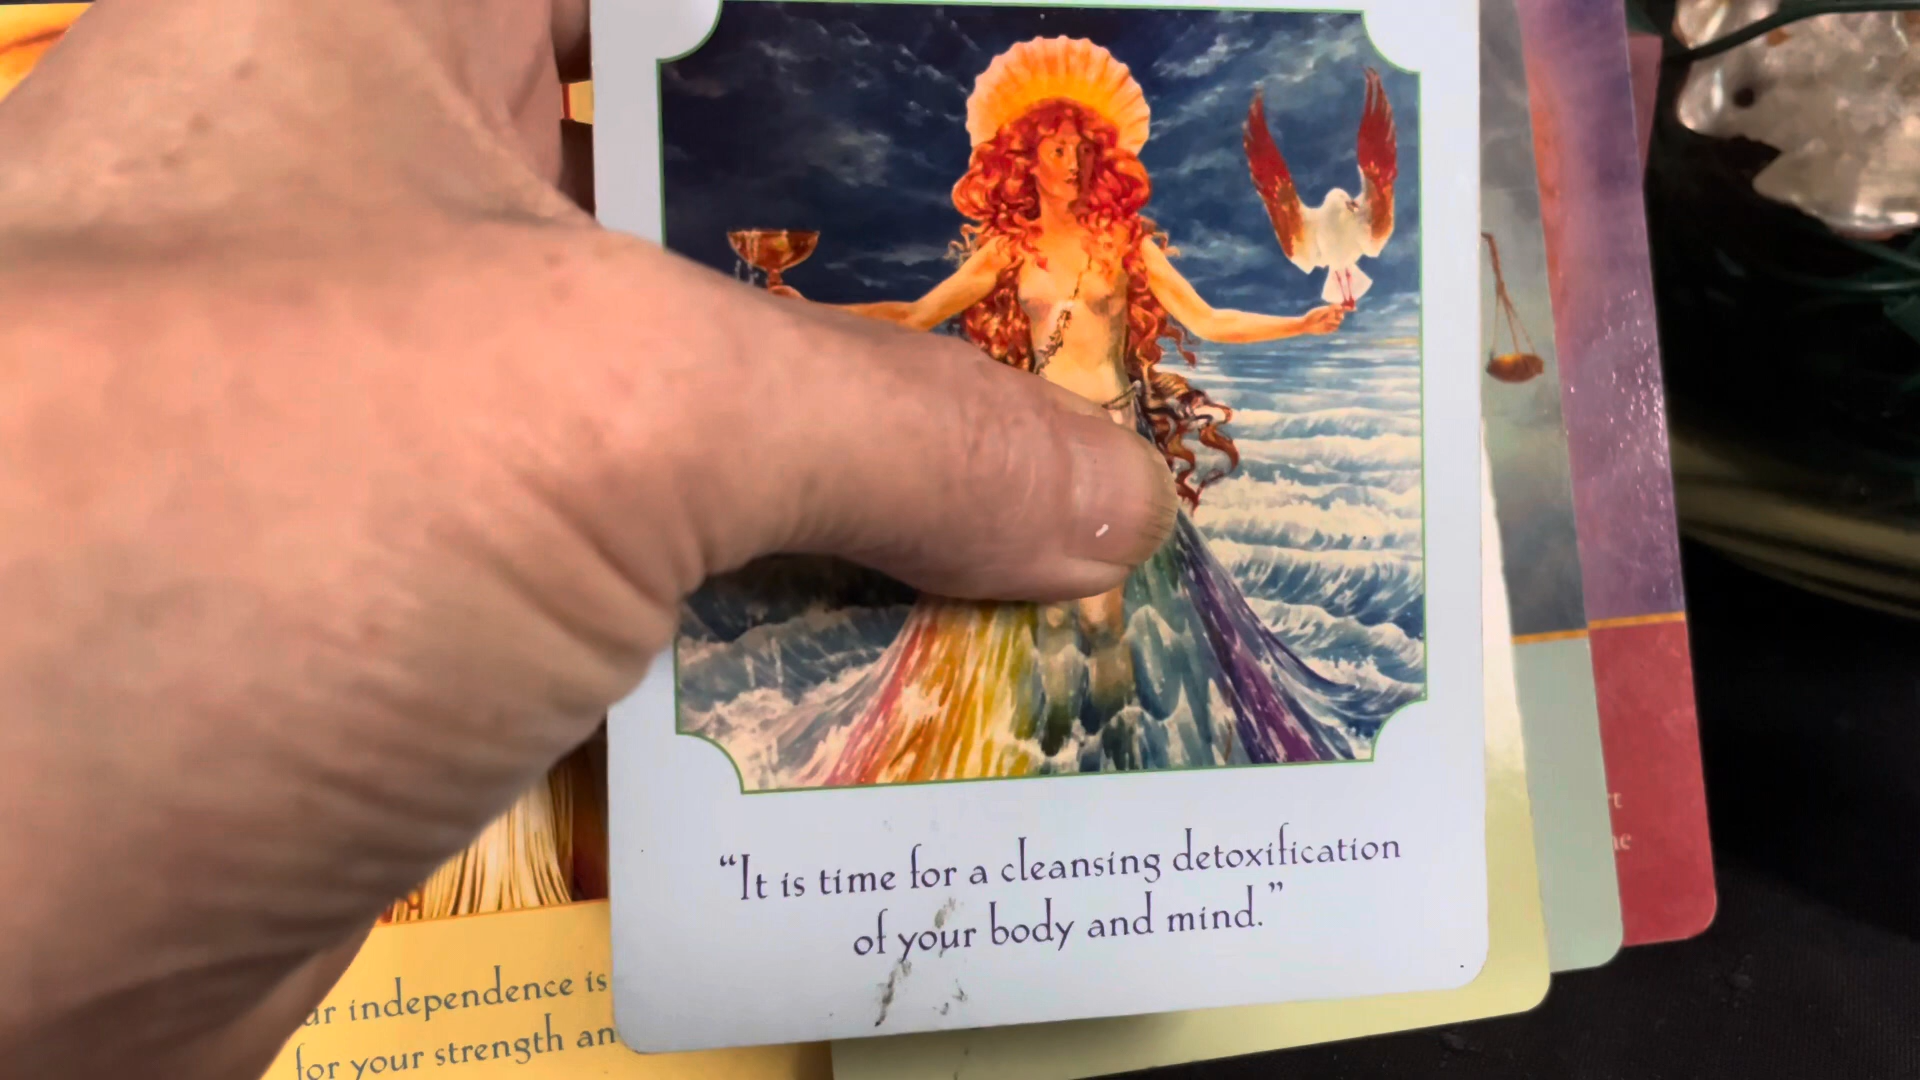 “It is time for a cleansing detoxification
of your body and mind.”
independence is
for your strength an